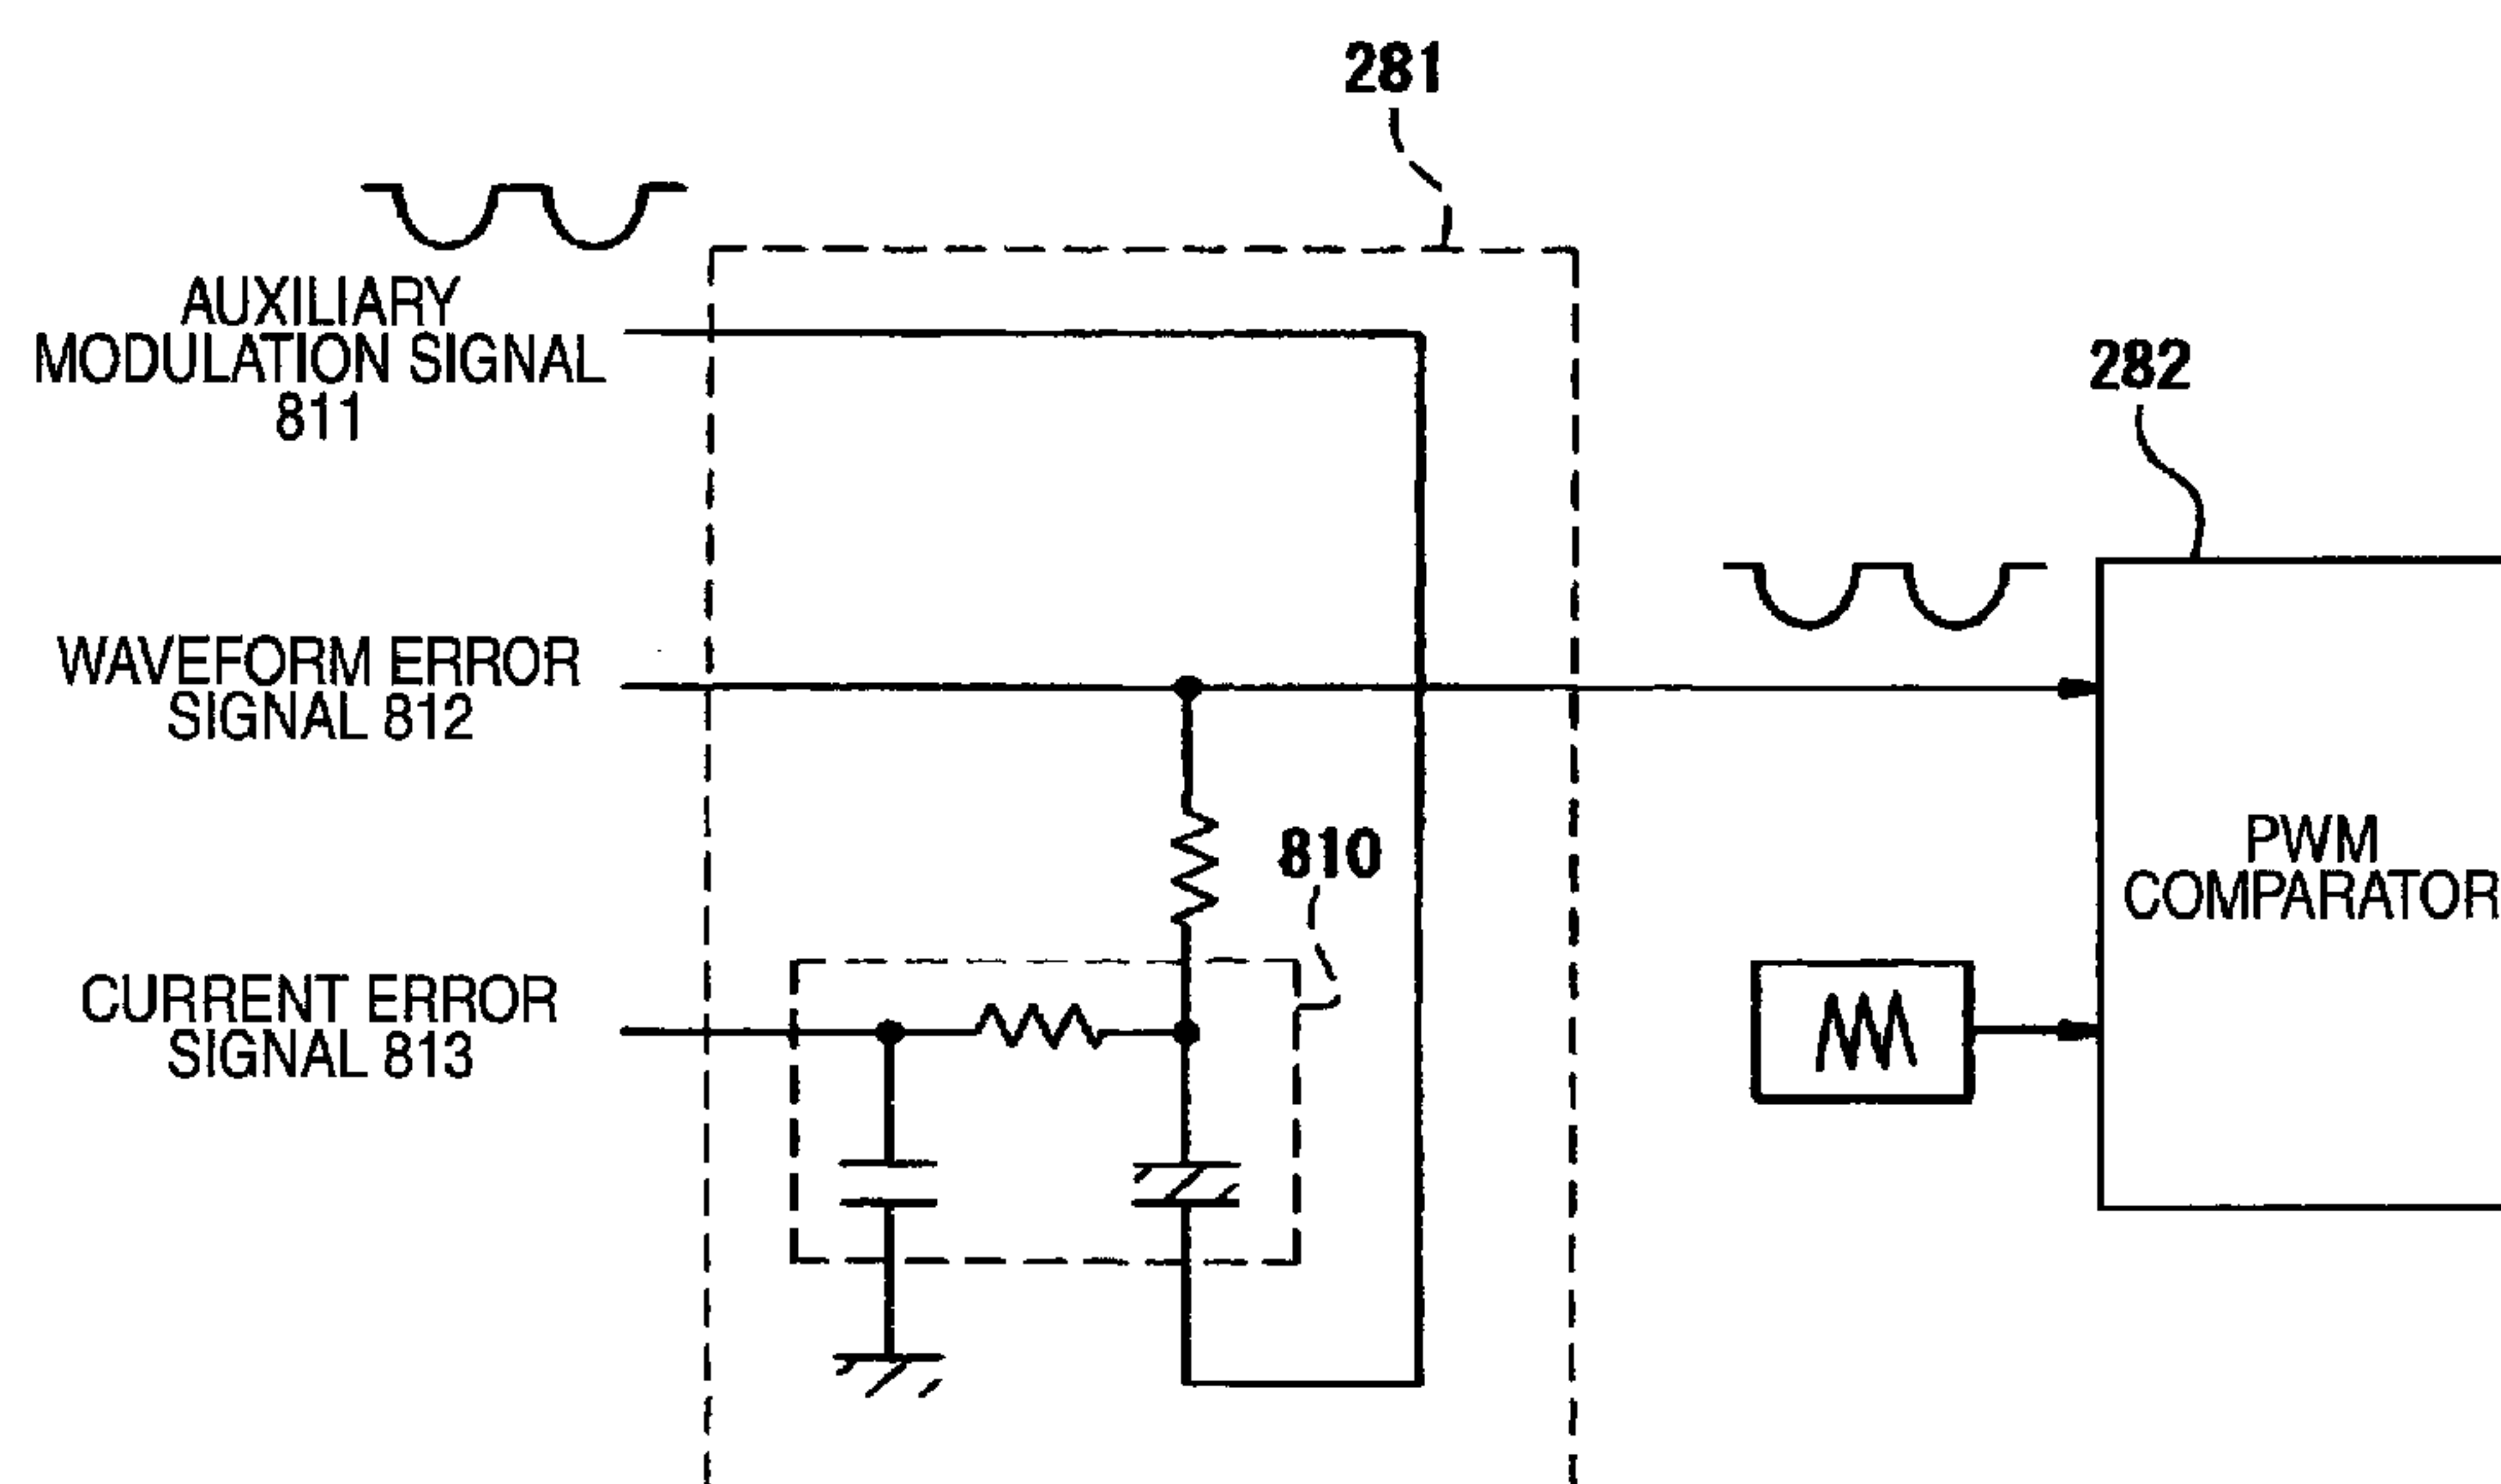 281
AUXILIARY
MODULATION SIGNAL
811
282
WAVEFORM ERROR
SIGNAL 812
810
PWM
COMPARATOR
CURRENT ERROR
SIGNAL 813